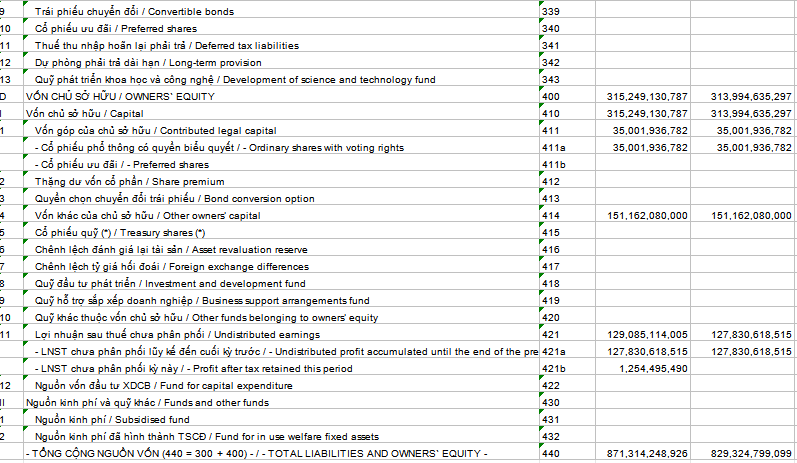 9 Trái phiếu chuyển đổi / Convertible bonds 339
10 Cổ phiếu ưu đãi / Preferred shares 340
11 Thuế thu nhập hoãn lại phải trả / Deferred tax liabilities 341
12 Dự phòng phải trả dài hạn / Long-term provision 342
13 Quỹ phát triển khoa học và công nghệ / Development of science and technology fund 343
D VỐN CHỦ SỞ HỮU / OWNERS' EQUITY 400 315,249,130,787 313,994,635,297
I Vốn chủ sở hữu / Capital 410 315,249,130,787 313,994,635,297
1 Vốn góp của chủ sở hữu / Contributed legal capital 411 35,001,936,782 35,001,936,782
- Cổ phiếu phổ thông có quyền biểu quyết / - Ordinary shares with voting rights 411a 35,001,936,782 35,001,936,782
- Cổ phiếu ưu đãi / - Preferred shares 411b
2 Thặng dư vốn cổ phần / Share premium 412
3 Quyền chọn chuyển đổi trái phiếu / Bond conversion option 413
4 Vốn khác của chủ sở hữu / Other owners' capital 414 151,162,080,000 151,162,080,000
5 Cổ phiếu quỹ (*) / Treasury shares (*) 415
6 Chênh lệch đánh giá lại tài sản / Asset revaluation reserve 416
7 Chênh lệch tỷ giá hối đoái / Foreign exchange differences 417
8 Quỹ đầu tư phát triển / Investment and development fund 418
9 Quỹ hỗ trợ sắp xếp doanh nghiệp / Business support arrangements fund 419
10 Quỹ khác thuộc vốn chủ sở hữu / Other funds belonging to owners' equity 420
11 Lợi nhuận sau thuế chưa phân phối / Undistributed earnings 421 129,085,114,005 127,830,618,515
- LNST chưa phân phối lũy kế đến cuối kỳ trước / - Undistributed profit accumulated until the end of the pre 421a 127,830,618,515 127,830,618,515
- LNST chưa phân phối kỳ này / - Profit after tax retained this period 421b 1,254,495,490
12 Nguồn vốn đầu tư XDCB / Fund for capital expenditure 422
II Nguồn kinh phí và quỹ khác / Funds and other funds 430
1 Nguồn kinh phí / Subsidised fund 431
2 Nguồn kinh phí đã hình thành TSCĐ / Fund for in use welfare fixed assets 432
- TỔNG CỘNG NGUỒN VỐN (440 = 300 + 400) - / - TOTAL LIABILITIES AND OWNERS' EQUITY - 440 871,314,248,926 829,324,799,099